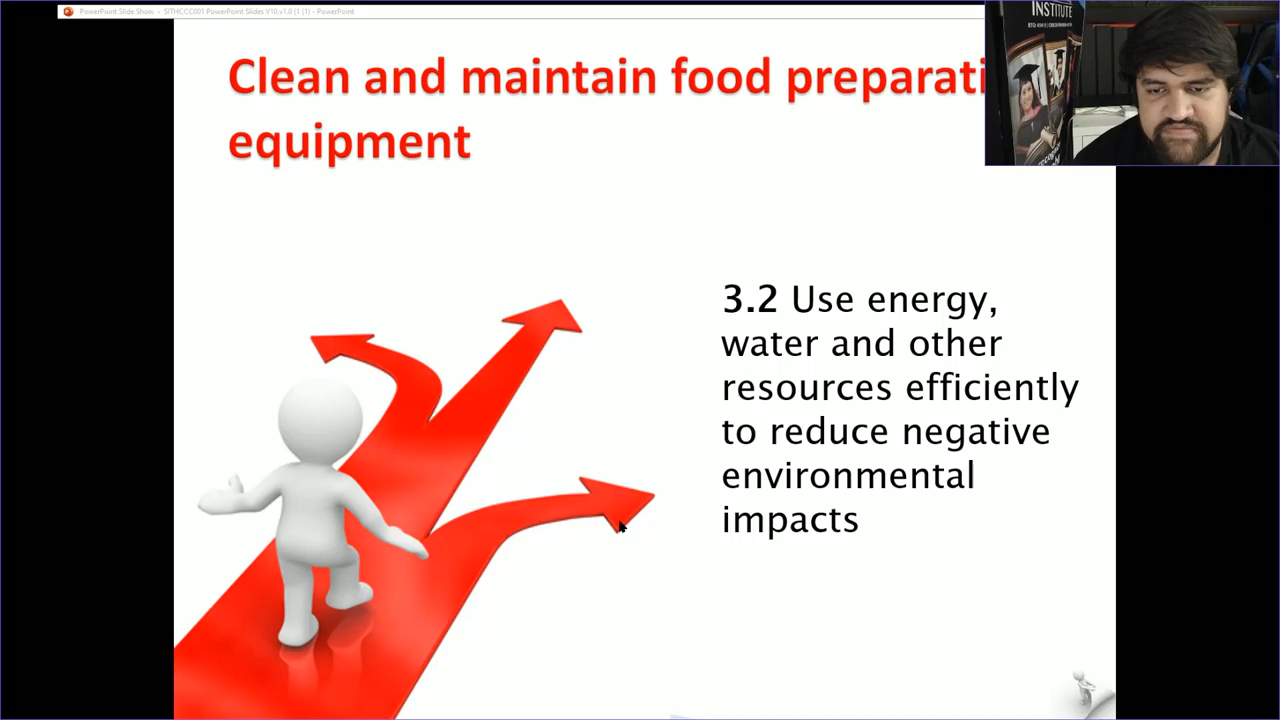 PowerPoint Slide Show - SITHCCC001 PowerPoint Slides V10.v1.0 (1 (1) - PowerPoint
INSTITUTE
Clean and maintain food preparati
equipment
3.2 Use energy,
water and other
resources efficiently
to reduce negative
environmental
impacts